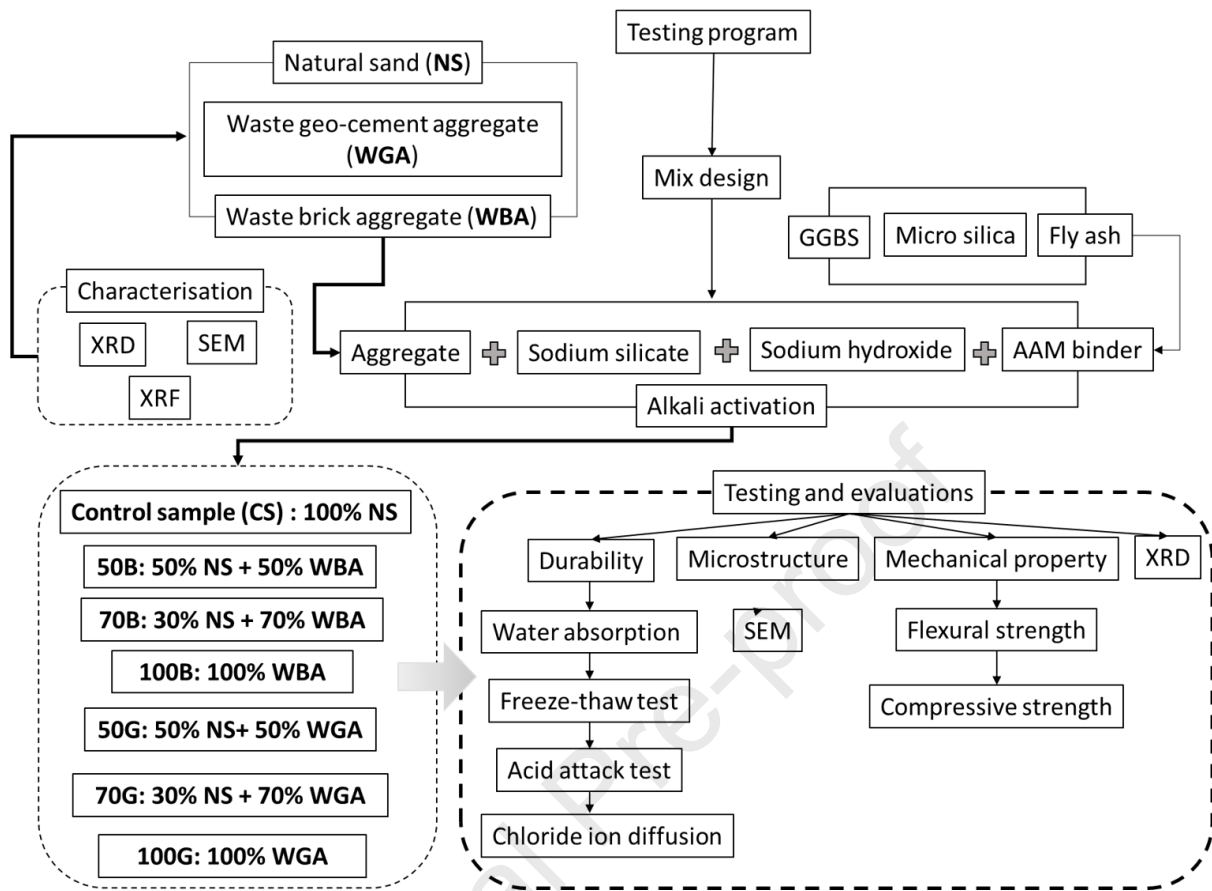 Testing program
Natural sand (NS)
Waste geo-cement aggregate
(WGA)
Waste brick aggregate (WBA)
Mix design
GGBS
Micro silica
Fly ash
Characterisation
XRD
SEM
XRF
Aggregate
Sodium silicate
Sodium hydroxide
AAM binder
Alkali activation
Control sample (CS) : 100% NS
50B: 50% NS + 50% WBA
70B: 30% NS + 70% WBA
100B: 100% WBA
50G: 50% NS+ 50% WGA
70G: 30% NS + 70% WGA
100G: 100% WGA
Testing and evaluations
Durability
Microstructure
Mechanical property
XRD
Water absorption
SEM
Flexural strength
Freeze-thaw test
Compressive strength
Acid attack test
Chloride ion diffusion
al Pre-proof